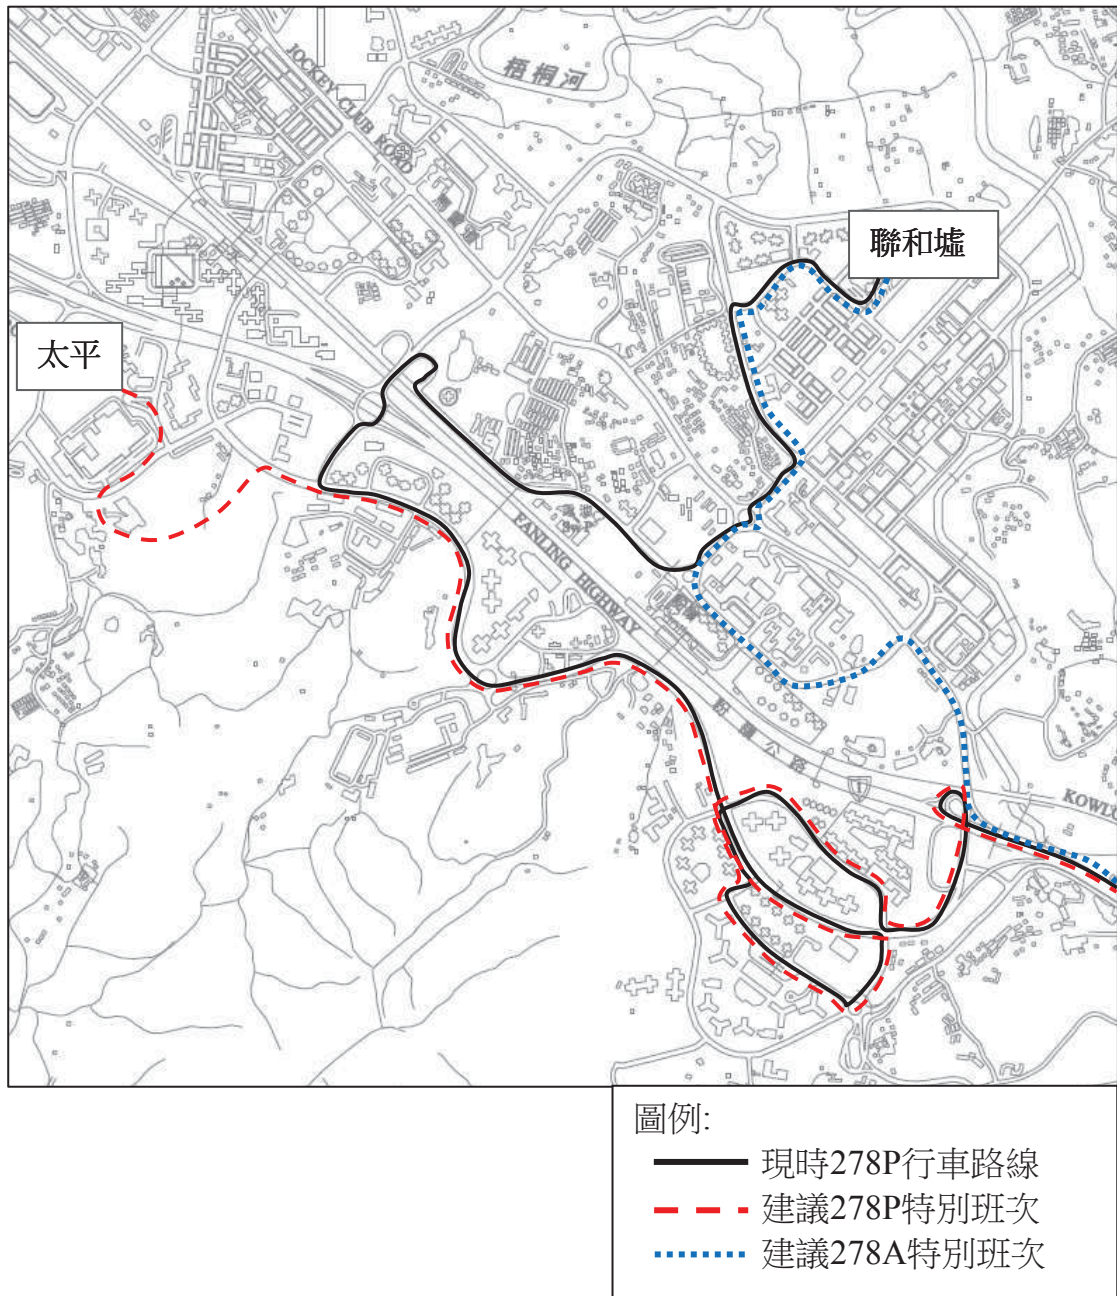 梧桐河
JOCKEY CLUB ROAD
聯和墟
太平
FANLING HIGHWAY
粉嶺公路
1
KOWL
圖例:
現時278P行車路線
建議278P特別班次
建議278A特別班次